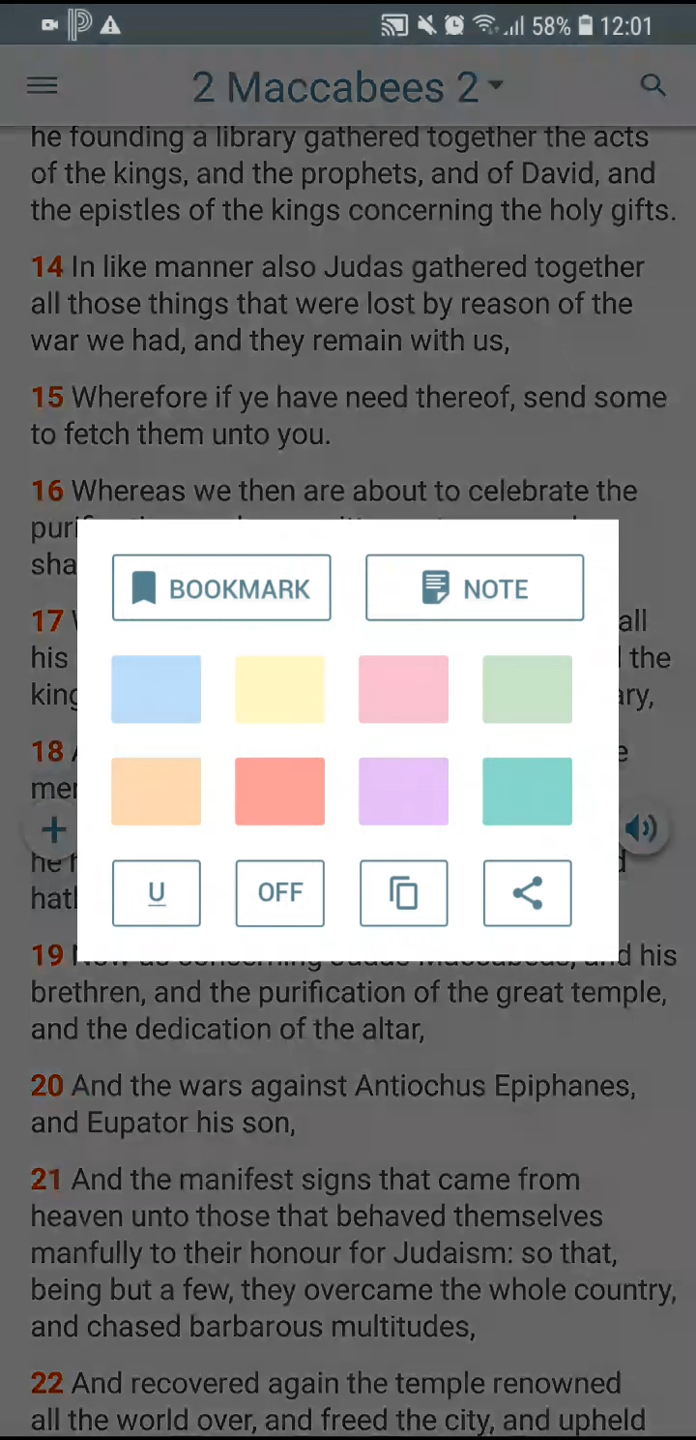 58% 12:01
2 Maccabees 2
he founding a library gathered together the acts
of the kings, and the prophets, and of David, and
the epistles of the kings concerning the holy gifts.
14 In like manner also Judas gathered together
all those things that were lost by reason of the
war we had, and they remain with us,
15 Wherefore if ye have need thereof, send some
to fetch them unto you.
16 Whereas we then are about to celebrate the
17 all
his the
18
BOOKMARK NOTE
U OFF
19 his
brethren, and the purification of the great temple,
and the dedication of the altar,
20 And the wars against Antiochus Epiphanes,
and Eupator his son,
21 And the manifest signs that came from
heaven unto those that behaved themselves
manfully to their honour for Judaism: so that,
being but a few, they overcame the whole country,
and chased barbarous multitudes,
22 And recovered again the temple renowned
all the world over, and freed the city, and upheld